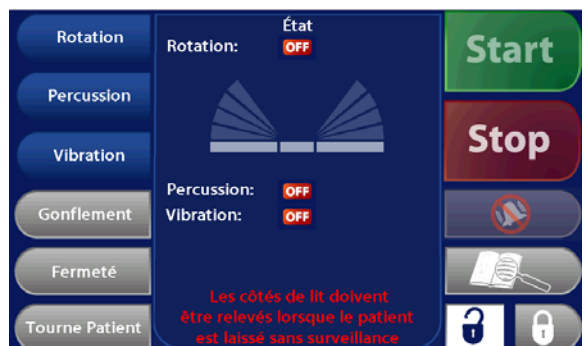 Rotation
Percussion
Vibration
Gonflement
Fermeté
Tourne Patient
État
Rotation: OFF
Percussion: OFF
Vibration: OFF
Les côtés de lit doivent
être relevés lorsque le patient
est laissé sans surveillance
Start
Stop